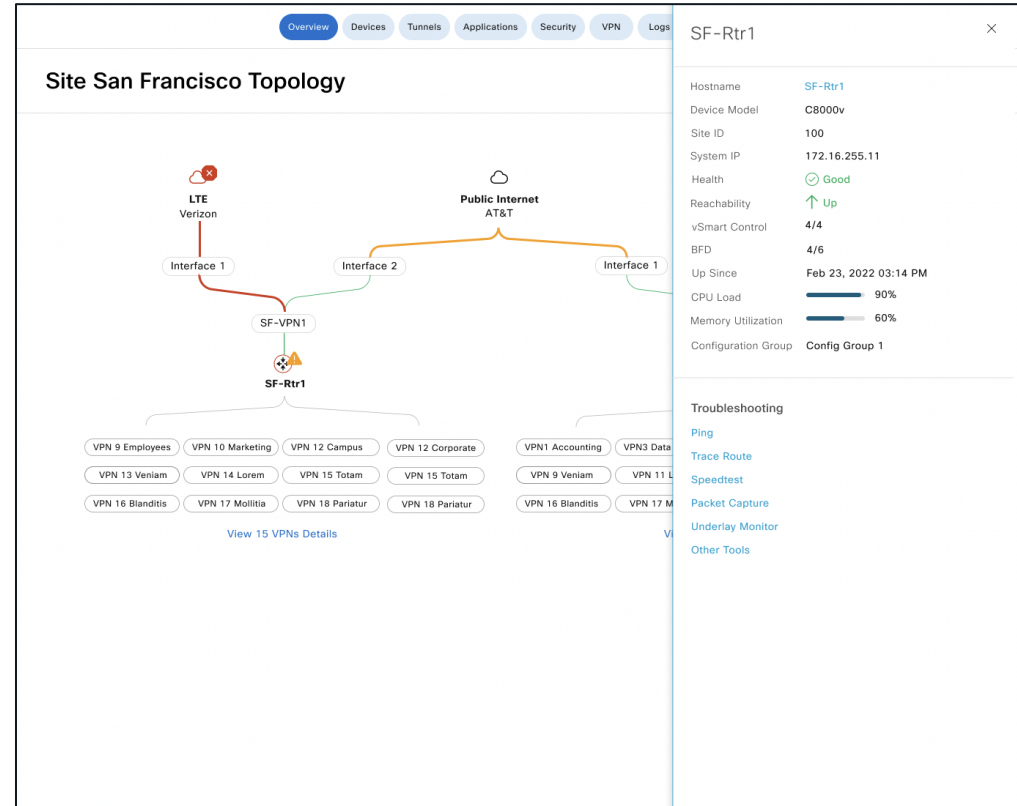 Overview Devices Tunnels Applications Security VPN Logs
Site San Francisco Topology
LTE
Verizon
Public Internet
AT&T
Interface 1
Interface 2
Interface 1
SF-VPN1
SF-Rtr1
VPN 9 Employees VPN 10 Marketing VPN 12 Campus VPN 12 Corporate
VPN 13 Veniam VPN 14 Lorem VPN 15 Totam VPN 15 Totam
VPN 16 Blanditis VPN 17 Mollitia VPN 18 Pariatur VPN 18 Pariatur
View 15 VPNs Details
VPN1 Accounting VPN3 Data
VPN 9 Veniam VPN 11 L
VPN 16 Blanditis VPN 17 M
Vi
SF-Rtr1
Hostname SF-Rtr1
Device Model C8000v
Site ID 100
System IP 172.16.255.11
Health Good
Reachability Up
vSmart Control 4/4
BFD 4/6
Up Since Feb 23, 2022 03:14 PM
CPU Load 90%
Memory Utilization 60%
Configuration Group Config Group 1
Troubleshooting
Ping
Trace Route
Speedtest
Packet Capture
Underlay Monitor
Other Tools